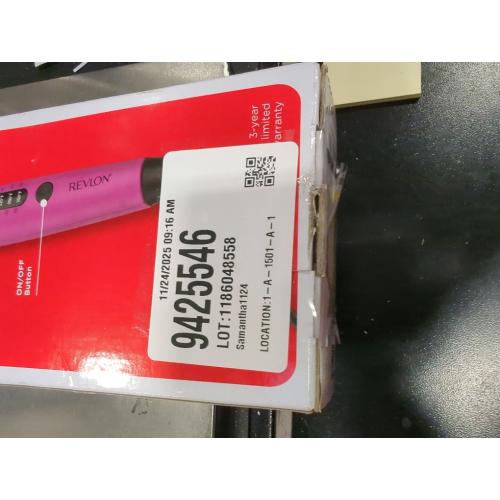 REVLON
ON/OFF
Button
3-year
limited
warranty
11/24/2025 09:16 AM
9425546
LOT:1186048558
Samantha1124
LOCATION:1-A-1501-A-1